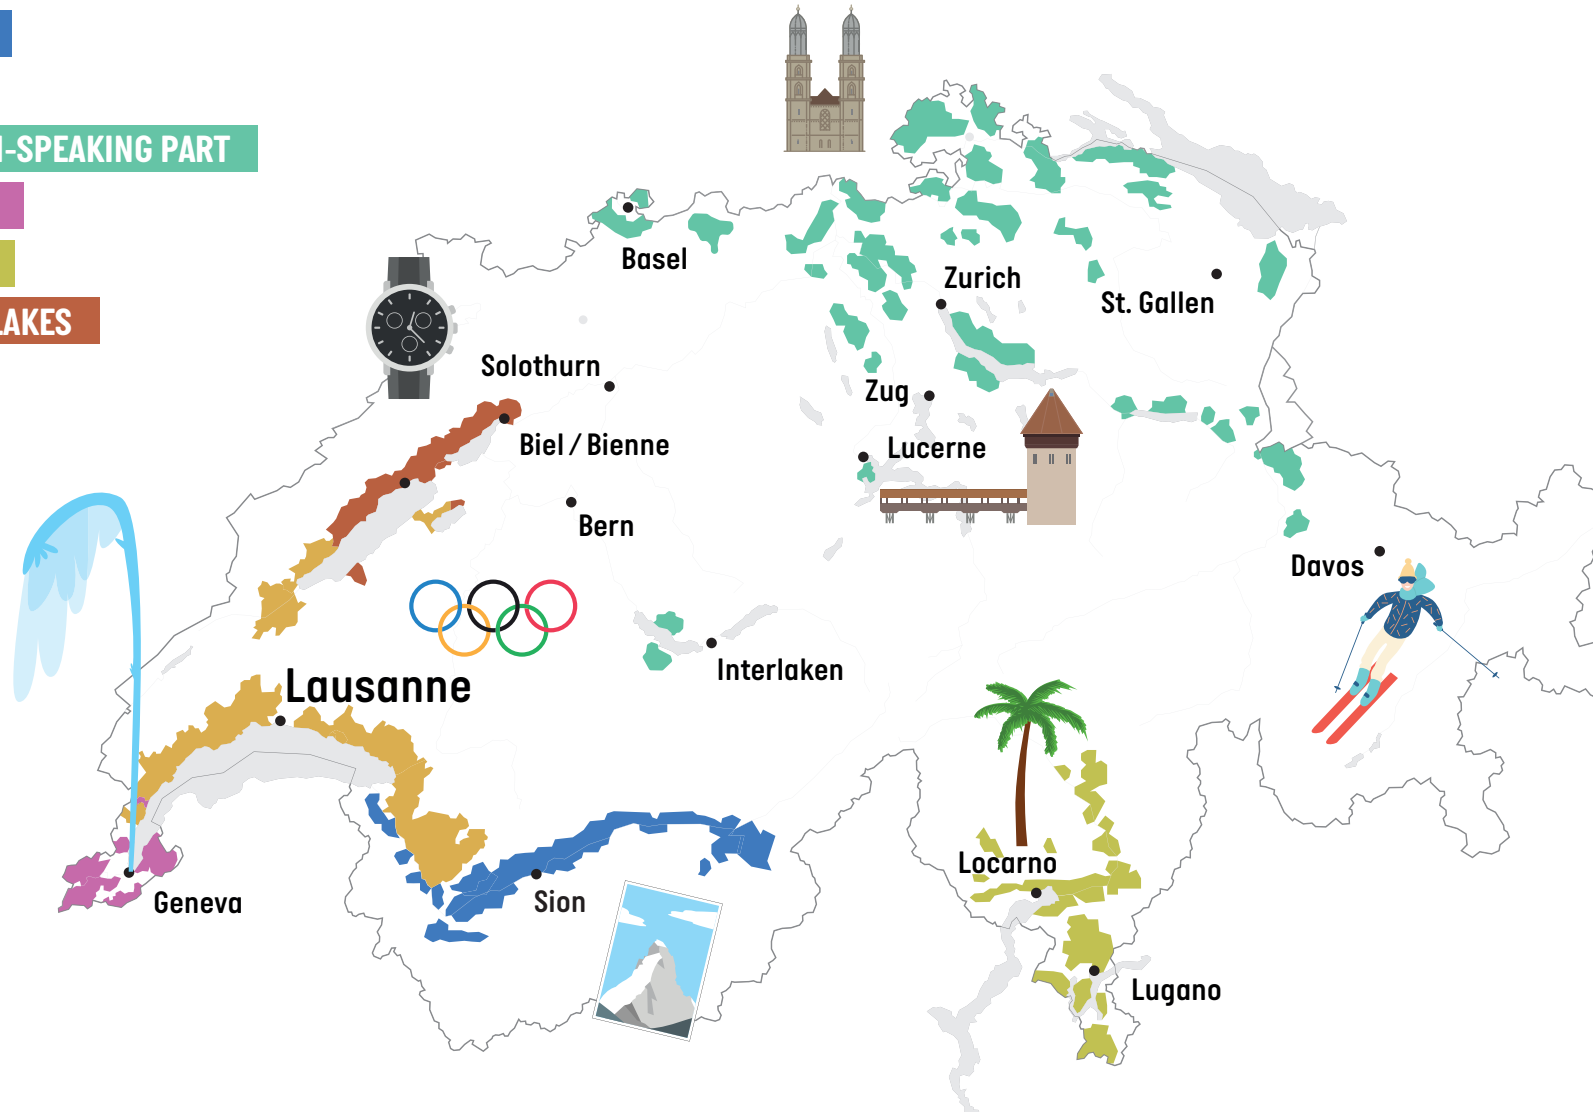 -SPEAKING PART
LAKES
Basel
Zurich
St. Gallen
Solothurn
Zug
Biel / Bienne
Lucerne
Bern
Davos
Interlaken
Lausanne
Locarno
Geneva
Sion
Lugano